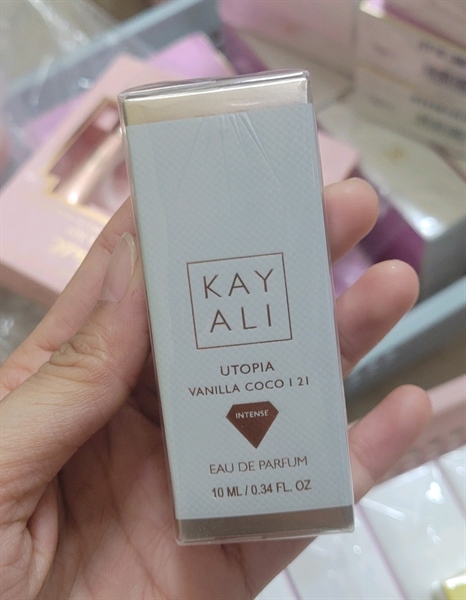 KAY
ALI
UTOPIA
VANILLA COCO | 21
INTENSE
EAU DE PARFUM
10 ML / 0.34 FL. OZ